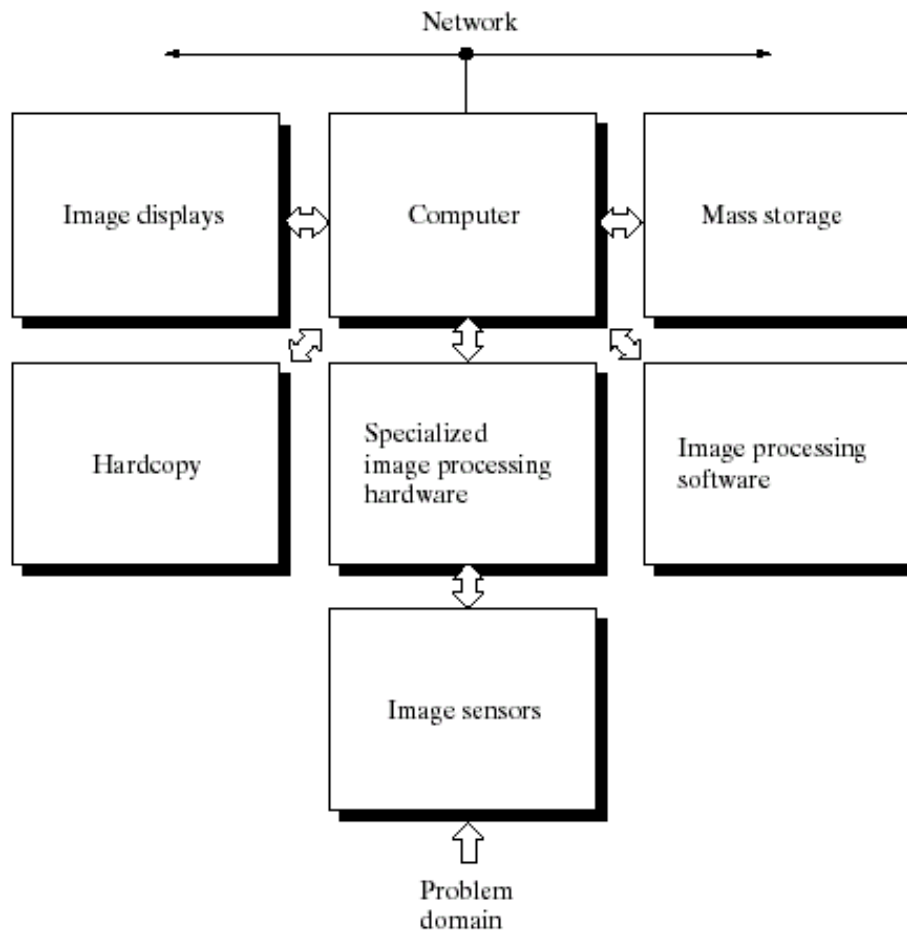 Network
Image displays
Computer
Mass storage
Hardcopy
Specialized
image processing
hardware
Image processing
software
Image sensors
Problem
domain